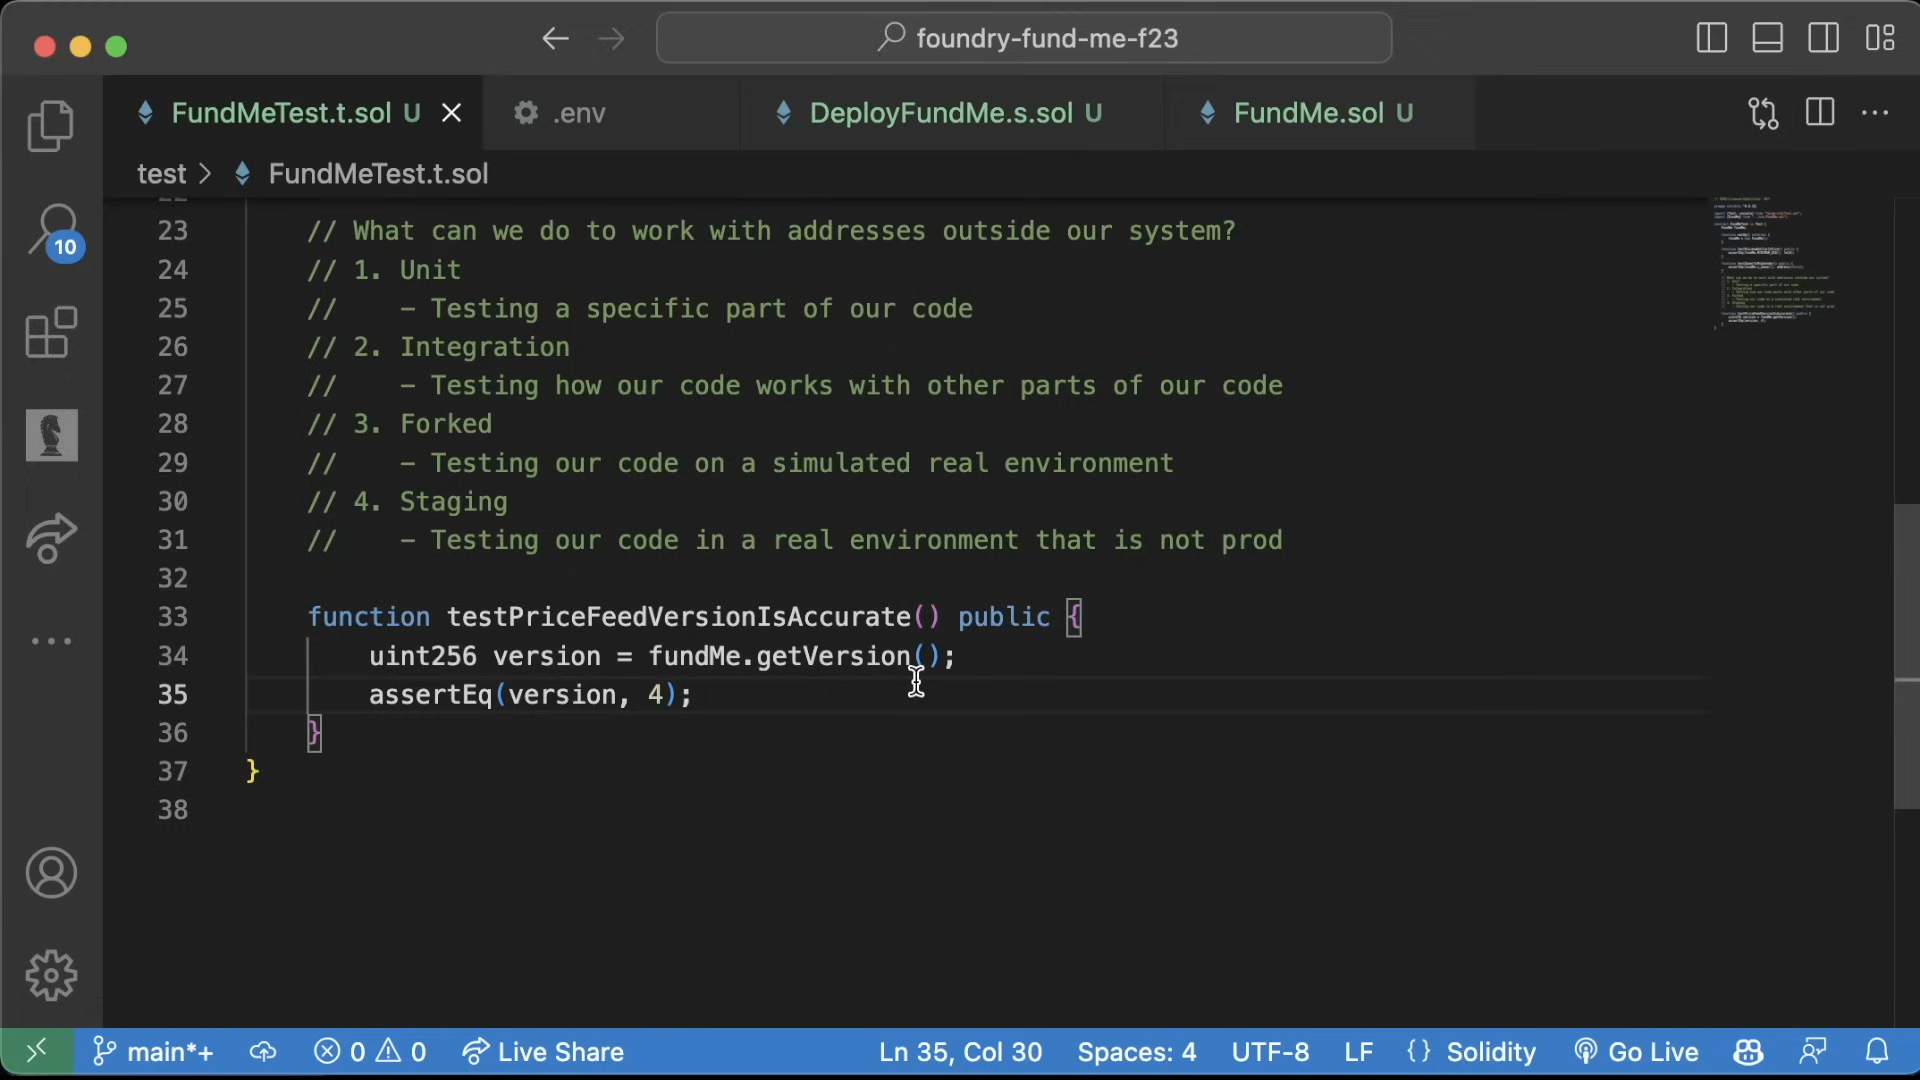 foundry-fund-me-f23
FundMeTest.t.sol U
.env
DeployFundMe.s.sol U
FundMe.sol U
test > FundMeTest.t.sol
10
23 // What can we do to work with addresses outside our system?
24 // 1. Unit
25 //    - Testing a specific part of our code
26 // 2. Integration
27 //    - Testing how our code works with other parts of our code
28 // 3. Forked
29 //    - Testing our code on a simulated real environment
30 // 4. Staging
31 //    - Testing our code in a real environment that is not prod
32
33 function testPriceFeedVersionIsAccurate() public {
34     uint256 version = fundMe.getVersion();
35     assertEq(version, 4);
36 }
37 }
38
main*+ 0 0 Live Share Ln 35, Col 30 Spaces: 4 UTF-8 LF {} Solidity Go Live